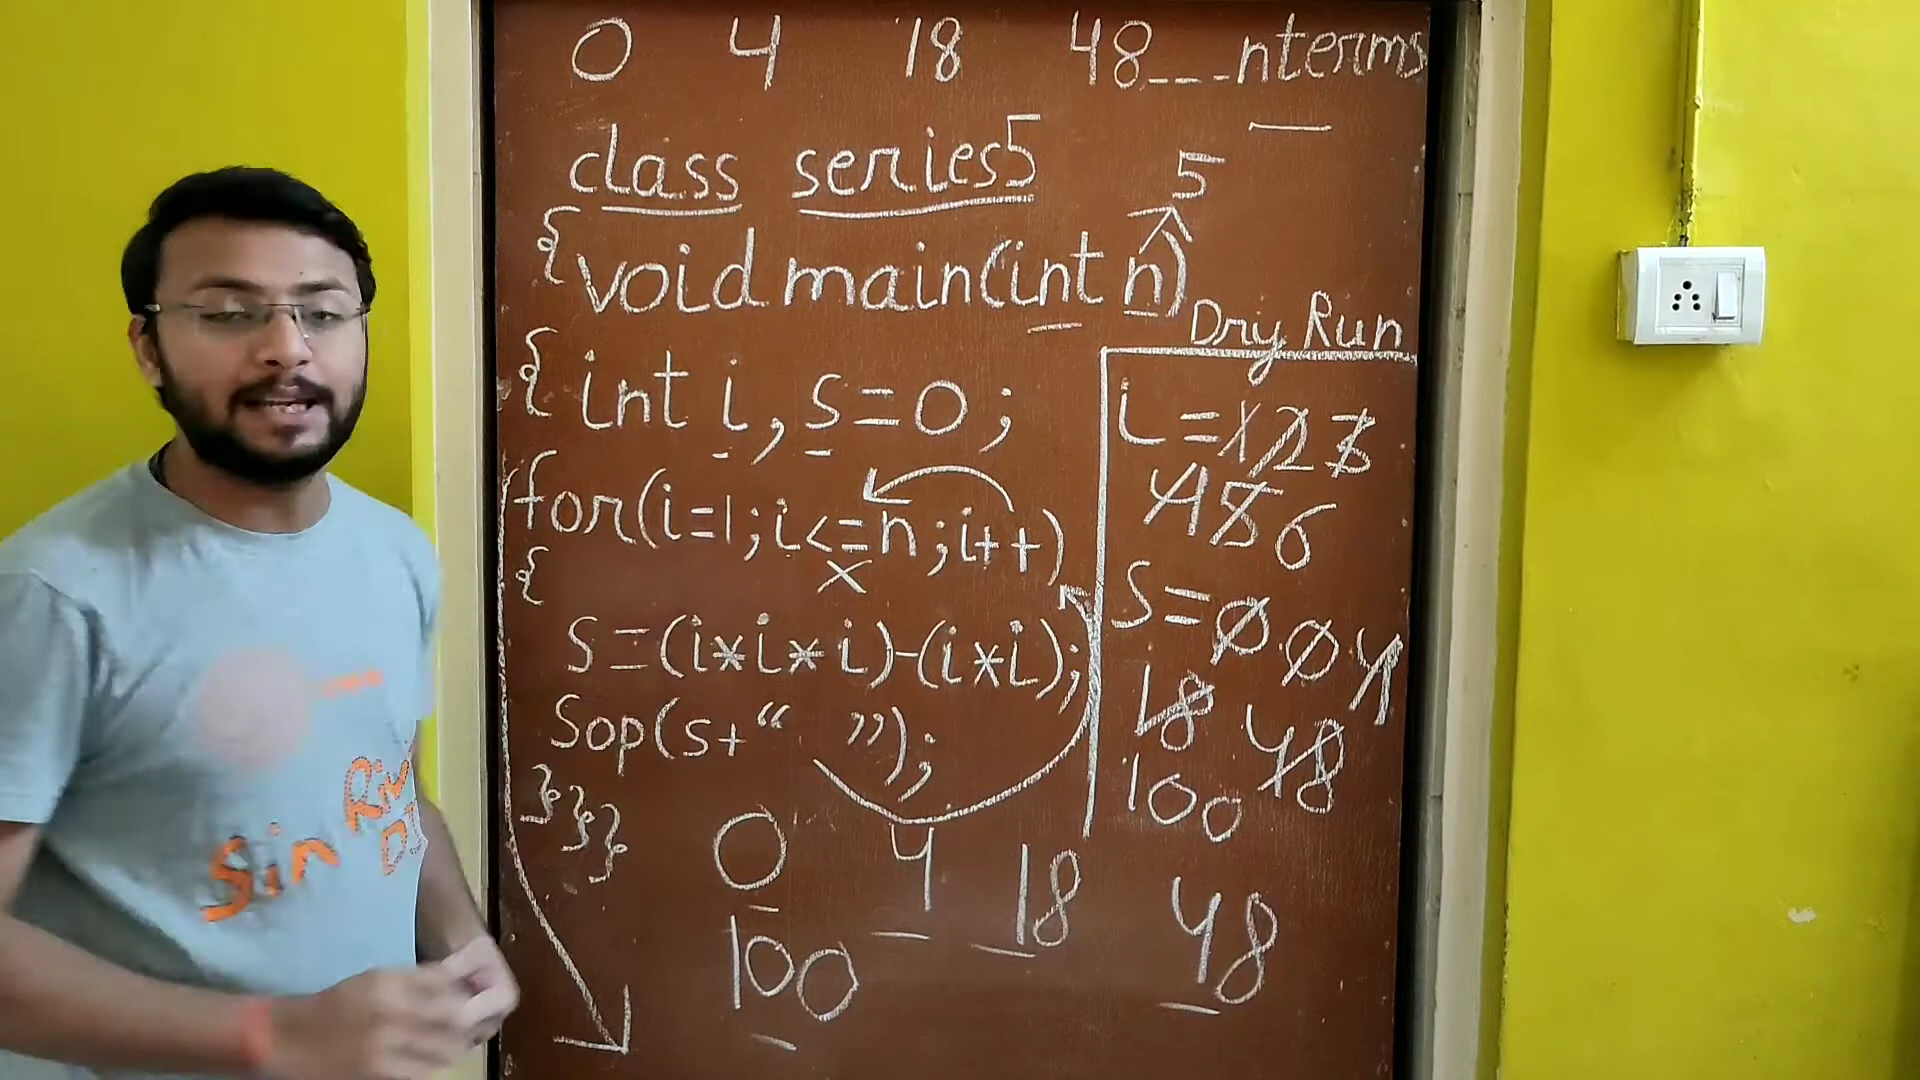 0 4 18 48---nterms
class series5
5
{void main(int n)
Dry Run
{int i, s=0;
i=1 2 3
4 5 6
for(i=1;i<=n;i++)
{
x
S=0 0 4
18 48
100
S=(i*i*i)-(i*i);
Sop(s+"  ");
}}}
0 4 18 48
100
Sin